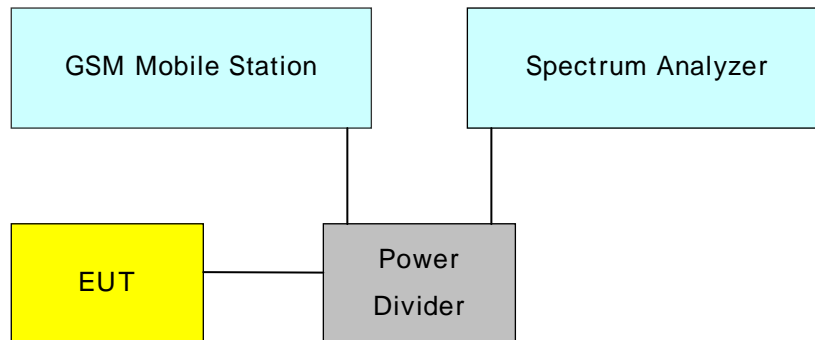 GSM Mobile Station
Spectrum Analyzer
EUT
Power
Divider